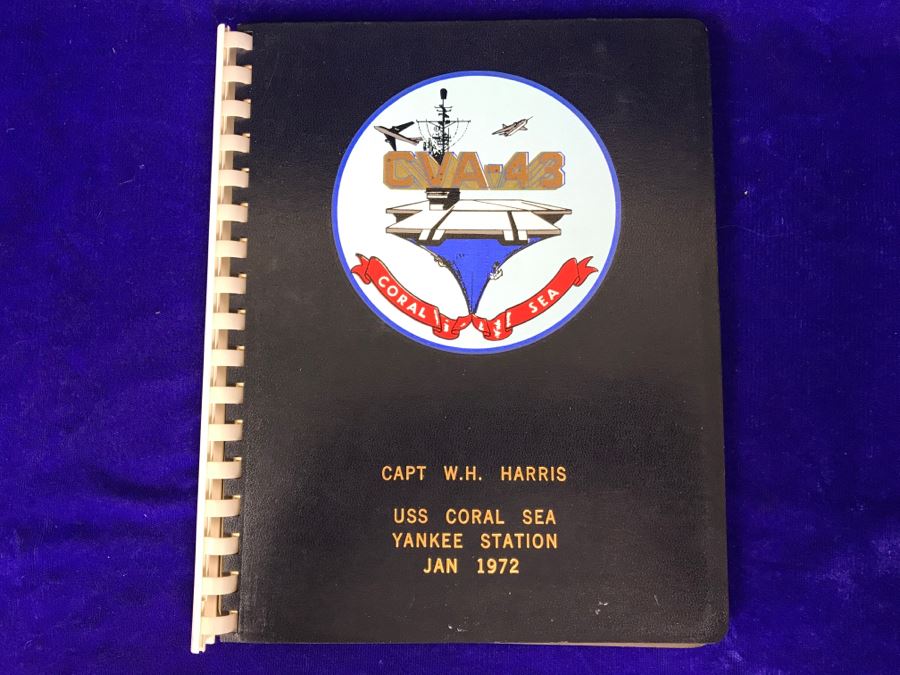 CVA-43
CORAL SEA
CAPT W.H. HARRIS
USS CORAL SEA
YANKEE STATION
JAN 1972